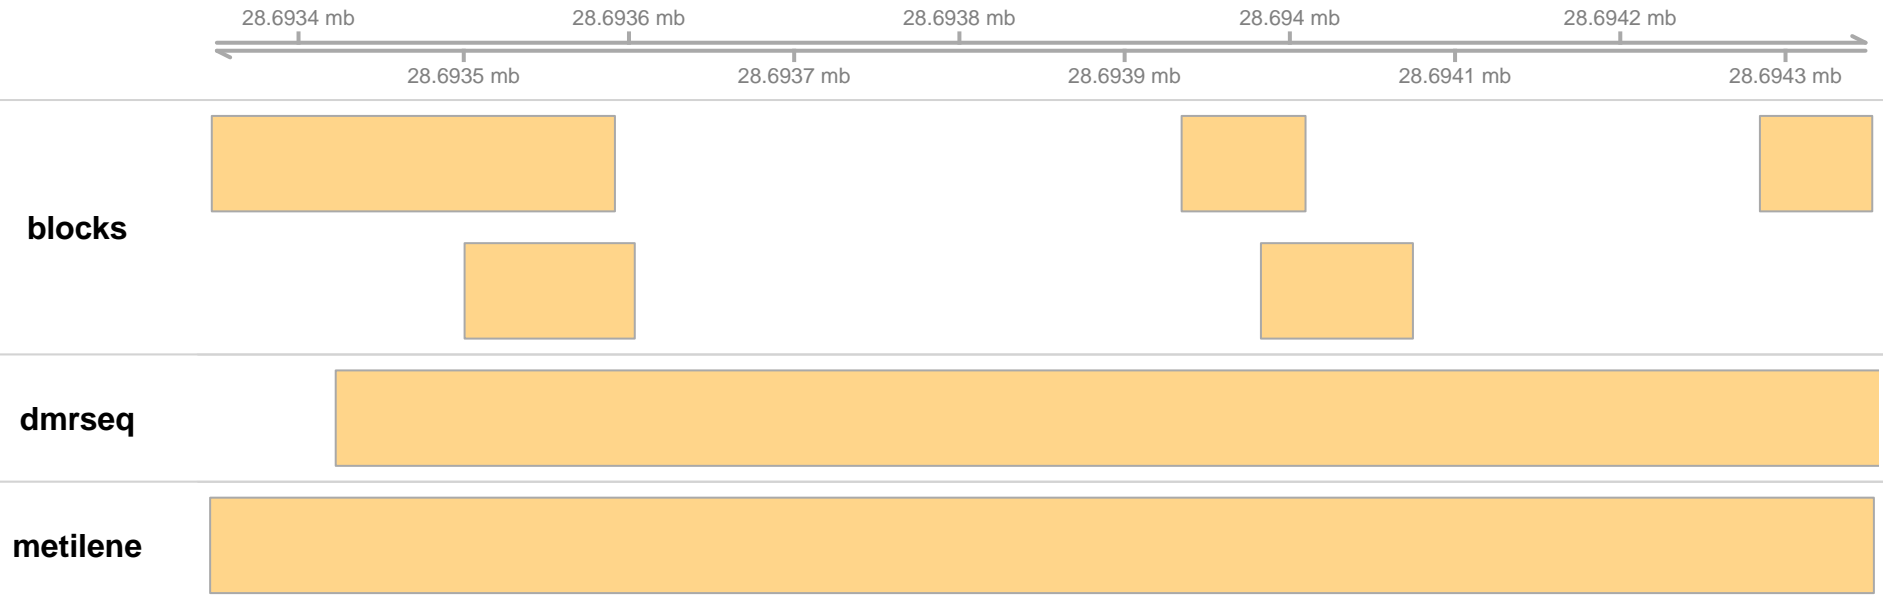 28.6934 mb 28.6936 mb 28.6938 mb 28.694 mb 28.6942 mb
28.6935 mb 28.6937 mb 28.6939 mb 28.6941 mb 28.6943 mb
blocks
dmrseq
metilene